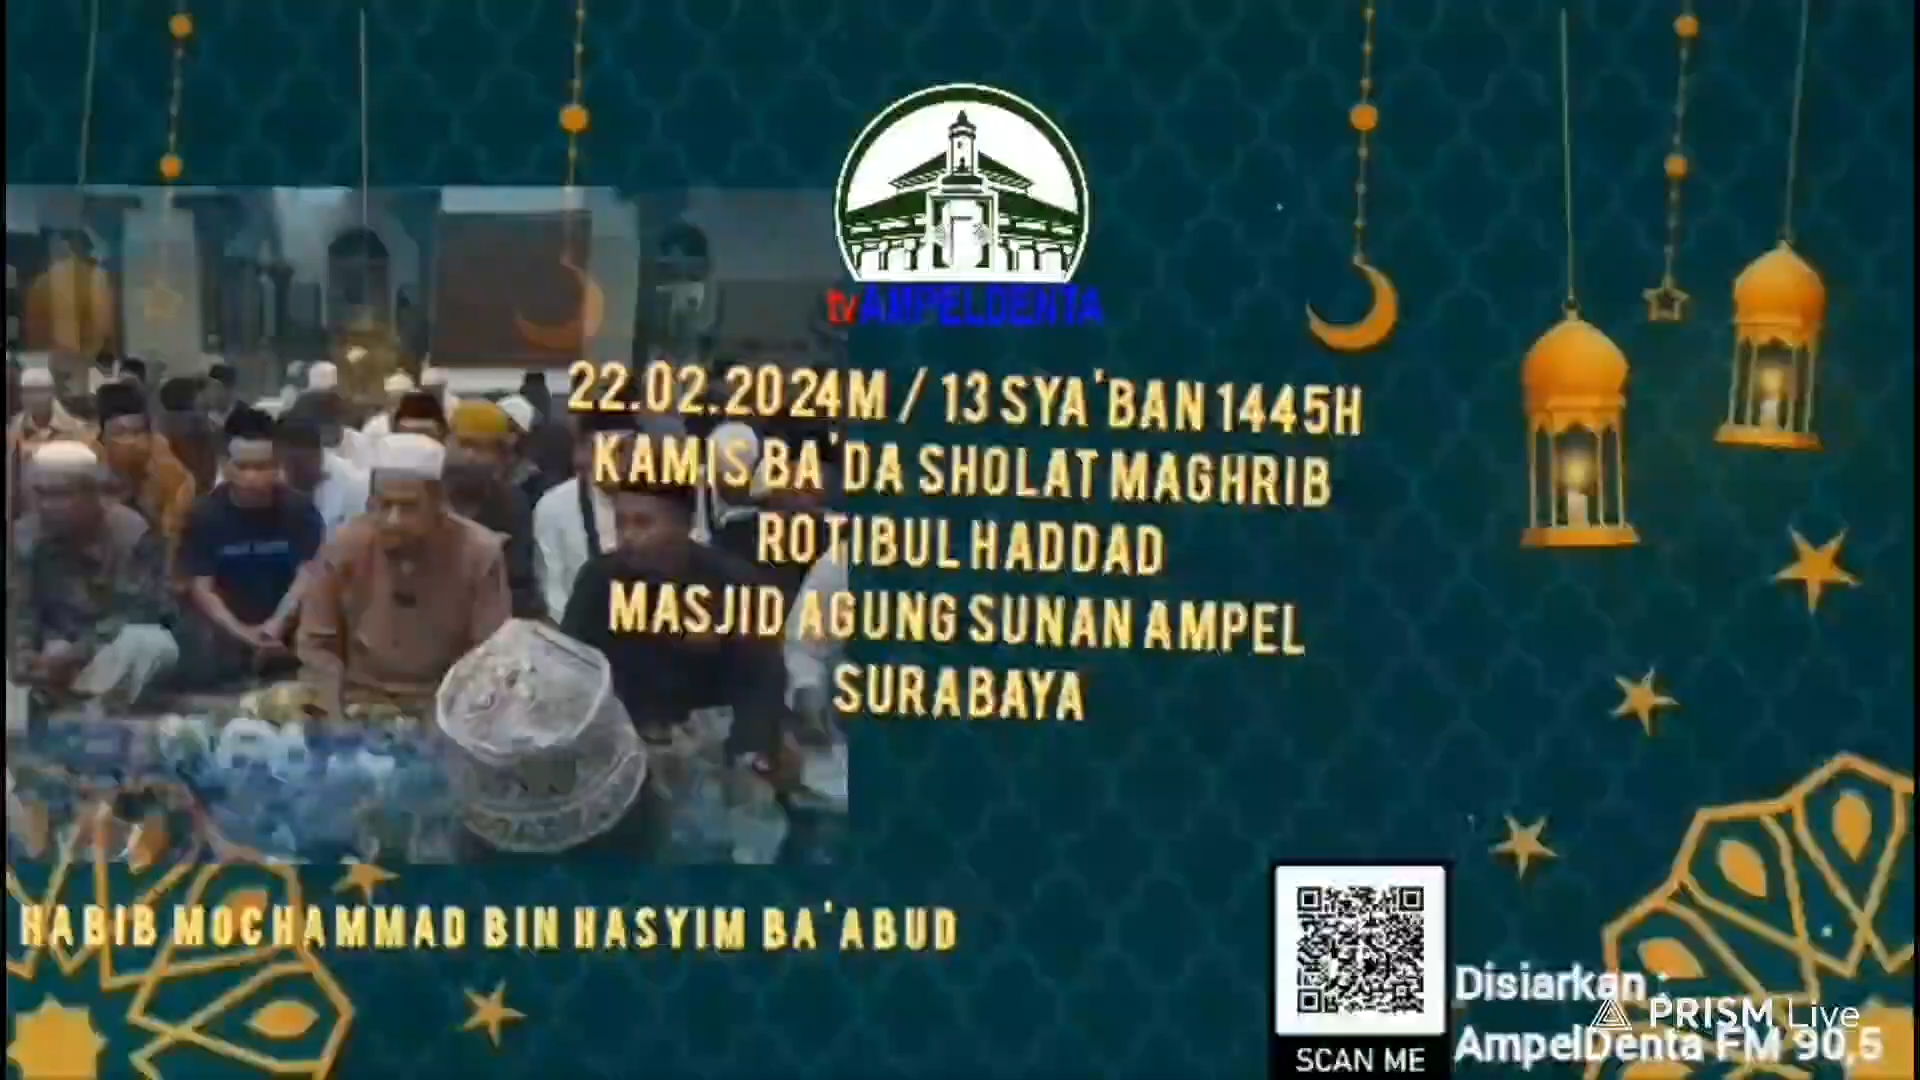 tvAMPELDENTA
22.02.2024M / 13 SYA'BAN 1445H
KAMIS BA'DA SHOLAT MAGHRIB
ROTIBUL HADDAD
MASJID AGUNG SUNAN AMPEL
SURABAYA
HABIB MOCHAMMAD BIN HASYIM BA'ABUD
SCAN ME
Disiarkan :
PRISM Live
AmpelDenta FM 90,5